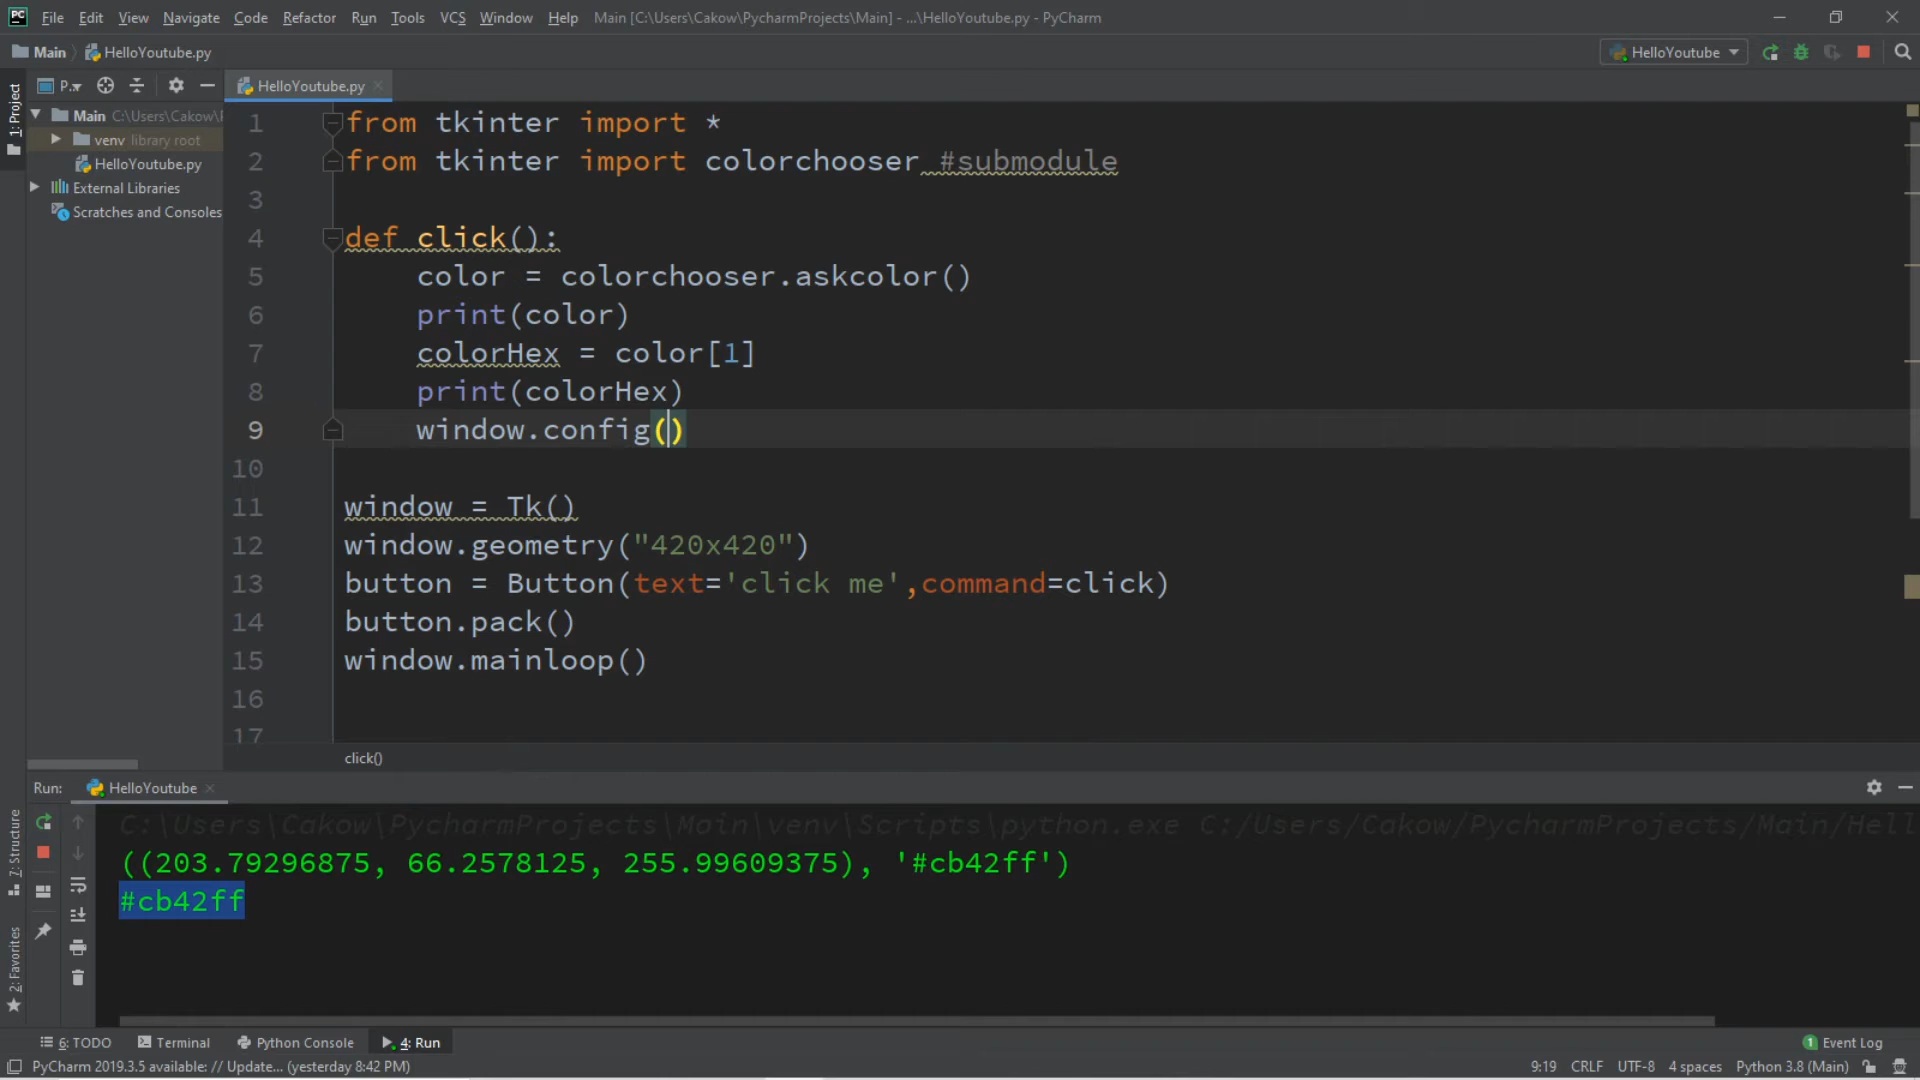 PC File Edit View Navigate Code Refactor Run Tools VCS Window Help Main [C:\Users\Cakow\PycharmProjects\Main] - ...\HelloYoutube.py - PyCharm
Main HelloYoutube.py HelloYoutube
1: Project
P..
HelloYoutube.py
Main C:\Users\Cakow\P
venv library root
HelloYoutube.py
External Libraries
Scratches and Consoles
1 from tkinter import *
2 from tkinter import colorchooser #submodule
3
4 def click():
5 color = colorchooser.askcolor()
6 print(color)
7 colorHex = color[1]
8 print(colorHex)
9 window.config()
10
11 window = Tk()
12 window.geometry("420x420")
13 button = Button(text='click me',command=click)
14 button.pack()
15 window.mainloop()
16
17
click()
Run: HelloYoutube
7: Structure
2: Favorites
C:\Users\Cakow\PycharmProjects\Main\venv\Scripts\python.exe C:/Users/Cakow/PycharmProjects/Main/Hell
((203.79296875, 66.2578125, 255.99609375), '#cb42ff')
#cb42ff
6: TODO Terminal Python Console 4: Run 1 Event Log
PyCharm 2019.3.5 available: // Update... (yesterday 8:42 PM) 9:19 CRLF UTF-8 4 spaces Python 3.8 (Main)